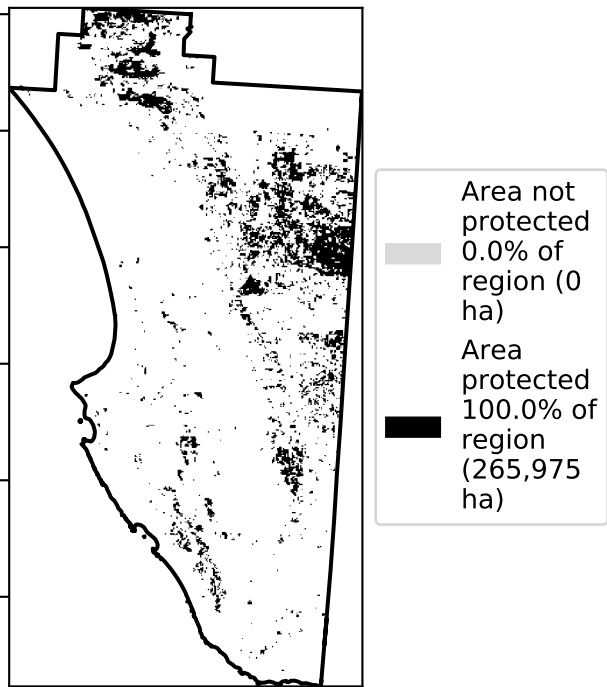 Area not
protected
0.0% of
region (0
ha)
Area
protected
100.0% of
region
(265,975
ha)